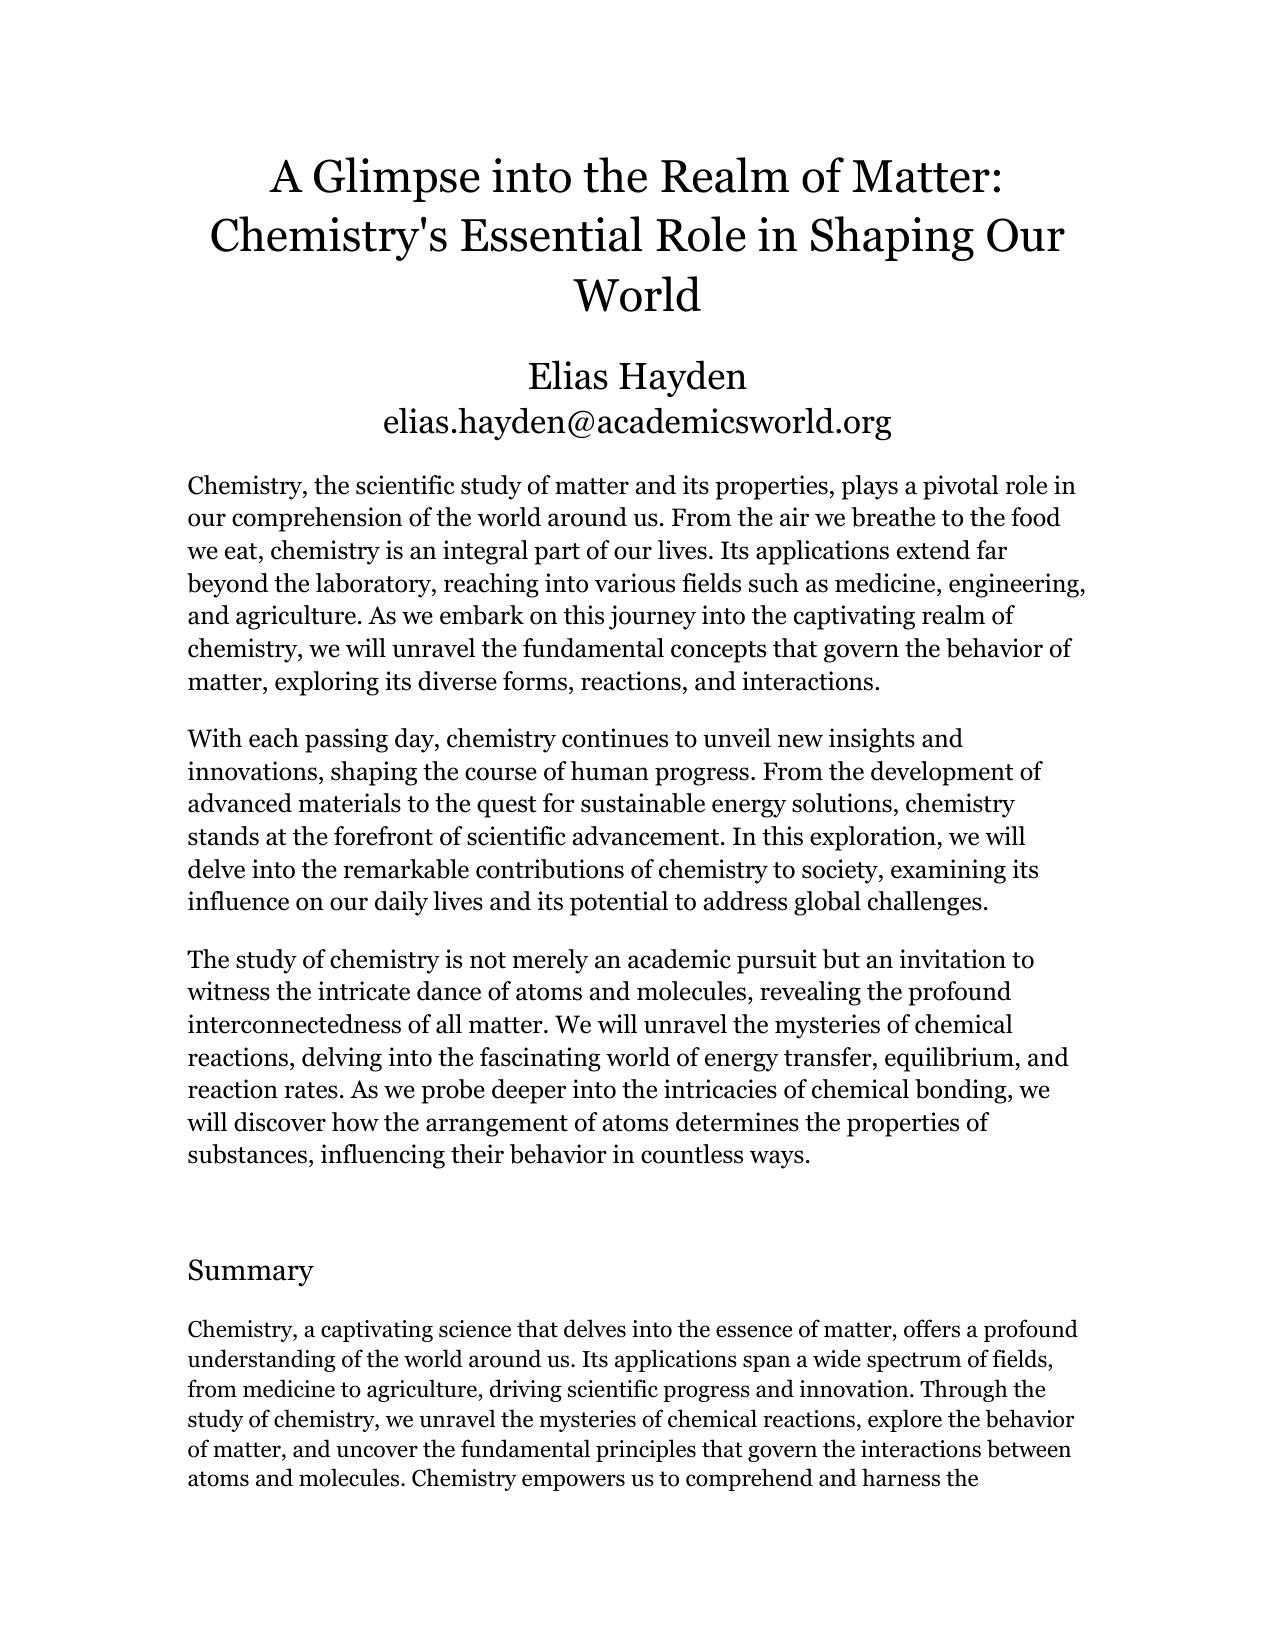 A Glimpse into the Realm of Matter:
Chemistry's Essential Role in Shaping Our
World
Elias Hayden
elias.hayden@academicsworld.org
Chemistry, the scientific study of matter and its properties, plays a pivotal role in
our comprehension of the world around us. From the air we breathe to the food
we eat, chemistry is an integral part of our lives. Its applications extend far
beyond the laboratory, reaching into various fields such as medicine, engineering,
and agriculture. As we embark on this journey into the captivating realm of
chemistry, we will unravel the fundamental concepts that govern the behavior of
matter, exploring its diverse forms, reactions, and interactions.
With each passing day, chemistry continues to unveil new insights and
innovations, shaping the course of human progress. From the development of
advanced materials to the quest for sustainable energy solutions, chemistry
stands at the forefront of scientific advancement. In this exploration, we will
delve into the remarkable contributions of chemistry to society, examining its
influence on our daily lives and its potential to address global challenges.
The study of chemistry is not merely an academic pursuit but an invitation to
witness the intricate dance of atoms and molecules, revealing the profound
interconnectedness of all matter. We will unravel the mysteries of chemical
reactions, delving into the fascinating world of energy transfer, equilibrium, and
reaction rates. As we probe deeper into the intricacies of chemical bonding, we
will discover how the arrangement of atoms determines the properties of
substances, influencing their behavior in countless ways.
Summary
Chemistry, a captivating science that delves into the essence of matter, offers a profound
understanding of the world around us. Its applications span a wide spectrum of fields,
from medicine to agriculture, driving scientific progress and innovation. Through the
study of chemistry, we unravel the mysteries of chemical reactions, explore the behavior
of matter, and uncover the fundamental principles that govern the interactions between
atoms and molecules. Chemistry empowers us to comprehend and harness the